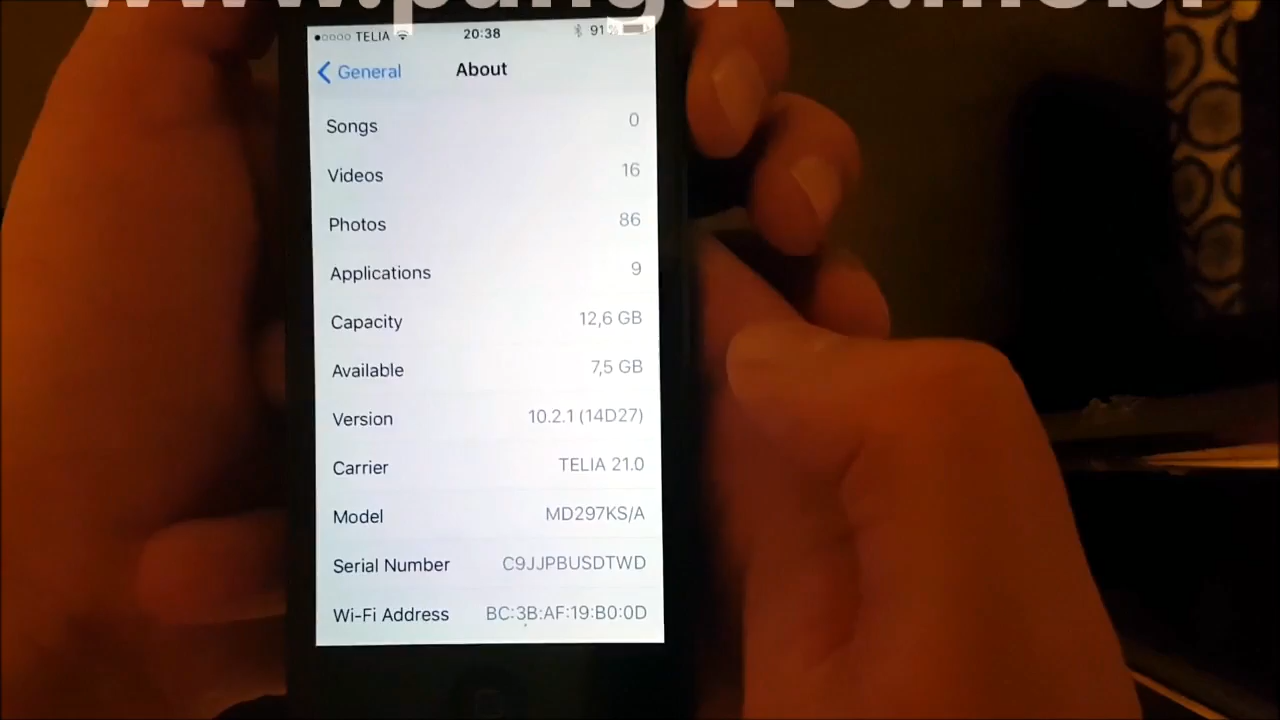 TELIA 20:38 91%
General About
Songs 0
Videos 16
Photos 86
Applications 9
Capacity 12,6 GB
Available 7,5 GB
Version 10.2.1 (14D27)
Carrier TELIA 21.0
Model MD297KS/A
Serial Number C9JJPBUSDTWD
Wi-Fi Address BC:3B:AF:19:B0:0D